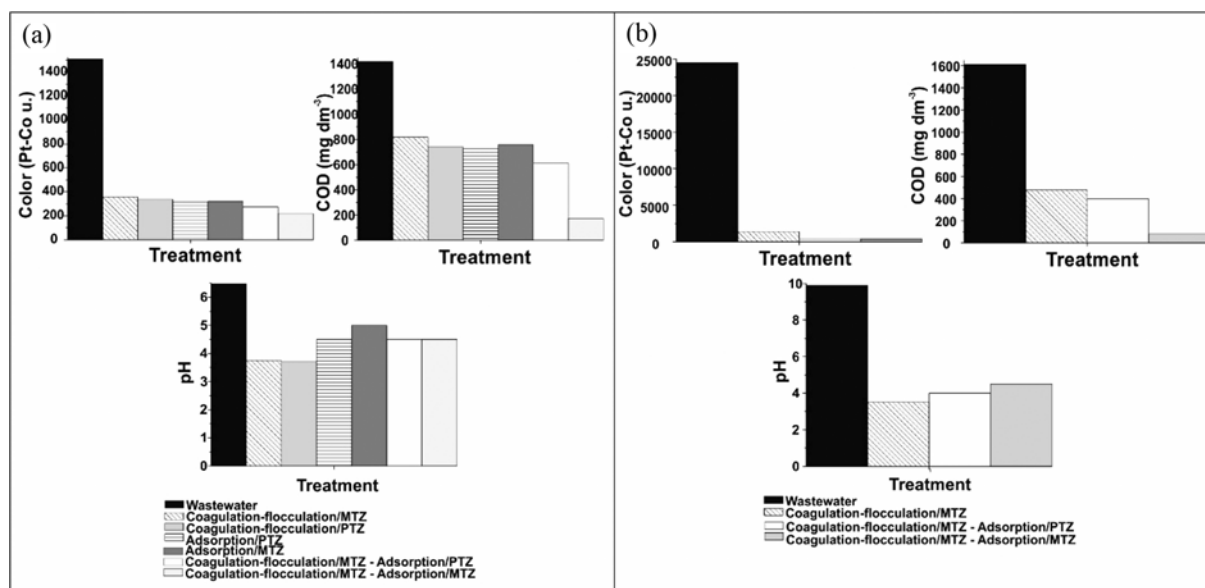 (a)
1400
1200
1000
800
600
400
200
0
Color (Pt-Co u.)
Treatment
1400
1200
1000
800
600
400
200
0
COD (mg dm⁻³)
Treatment
6
5
4
3
2
1
0
pH
Treatment
Wastewater
Coagulation-flocculation/MTZ
Coagulation-flocculation/PTZ
Adsorption/PTZ
Adsorption/MTZ
Coagulation-flocculation/MTZ - Adsorption/PTZ
Coagulation-flocculation/MTZ - Adsorption/MTZ
(b)
25000
20000
15000
10000
5000
0
Color (Pt-Co u.)
Treatment
1600
1400
1200
1000
800
600
400
200
0
COD (mg dm⁻³)
Treatment
10
8
6
4
2
0
pH
Treatment
Wastewater
Coagulation-flocculation/MTZ
Coagulation-flocculation/MTZ - Adsorption/PTZ
Coagulation-flocculation/MTZ - Adsorption/MTZ